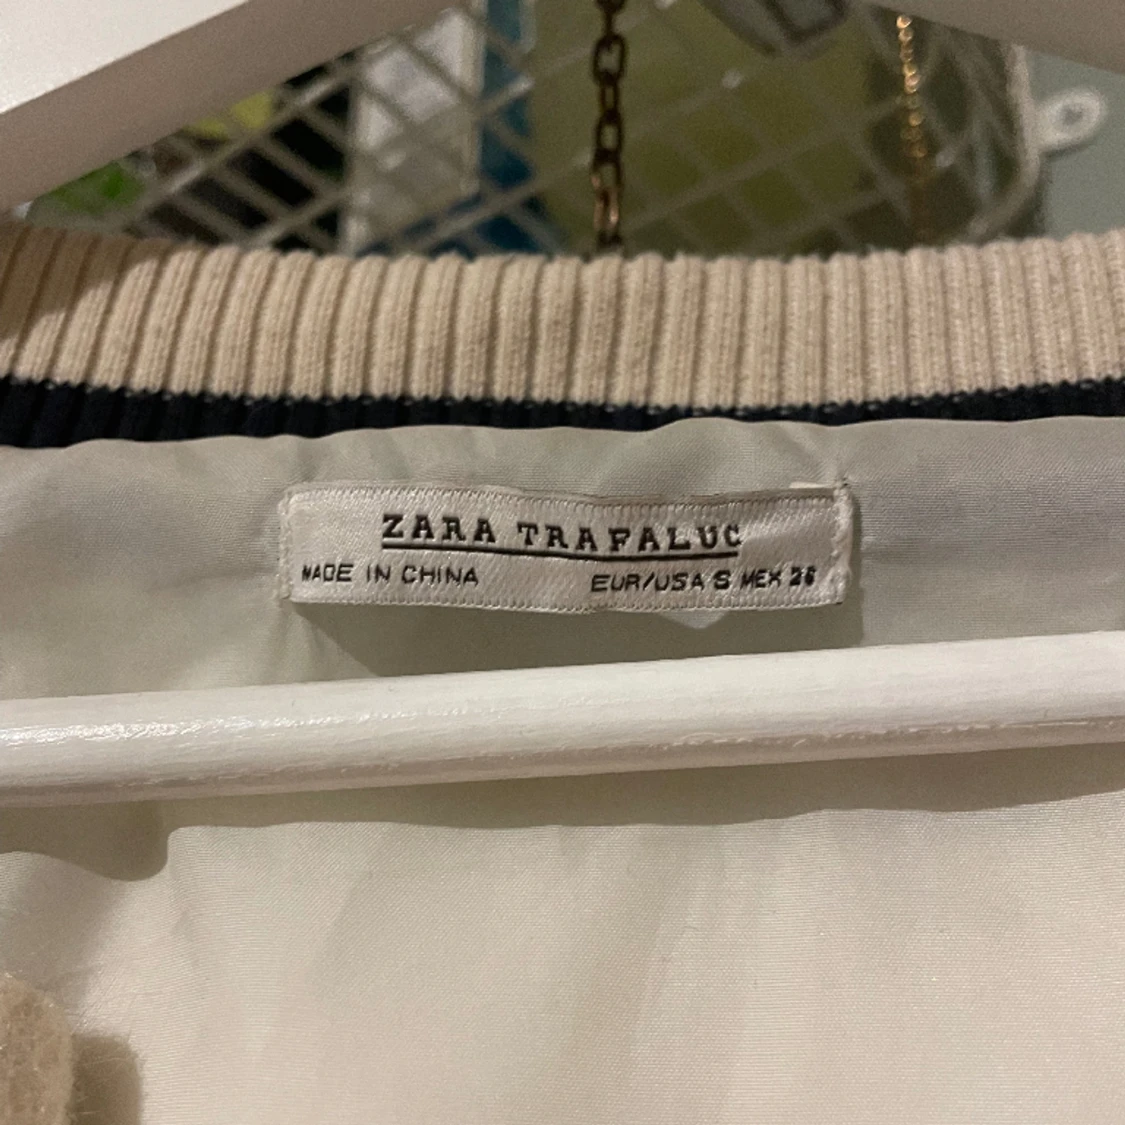 ZARA TRAFALUC
MADE IN CHINA EUR/USA S MEX 26